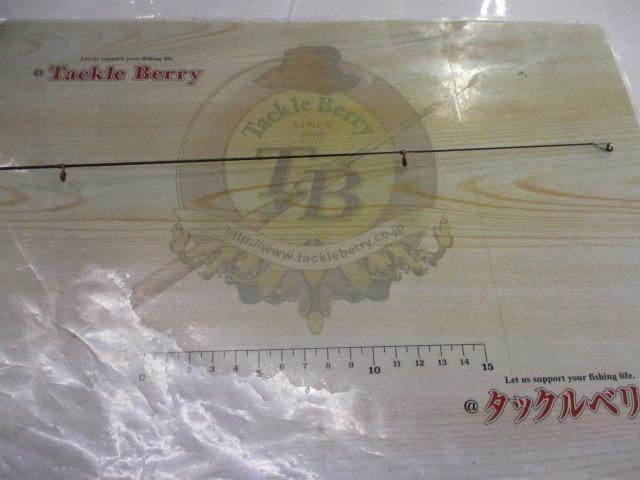 Let us support your fishing life.
@ Tackle Berry
Tackle Berry
SINCE
2000
TB
http://www.tackleberry.co.jp
0 2 3 4 5 6 7 8 9 10 11 12 13 14 15
Let us support your fishing life.
@ タックルベリ